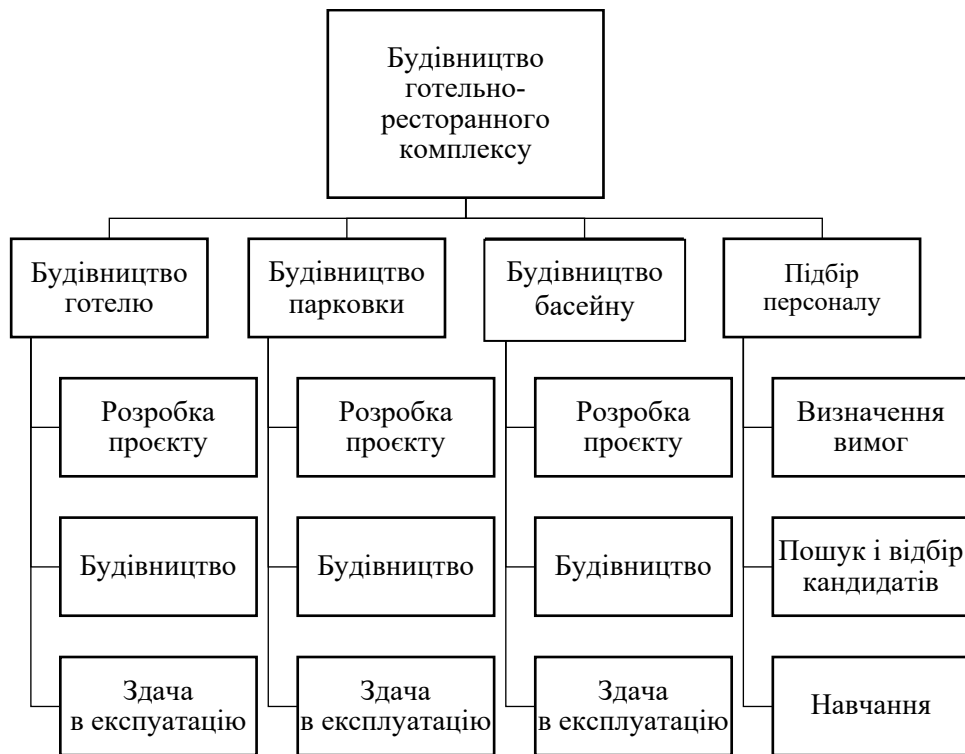 Будівництво
готельно-
ресторанного
комплексу
Будівництво
готелю
Будівництво
парковки
Будівництво
басейну
Підбір
персоналу
Розробка
проєкту
Розробка
проєкту
Розробка
проєкту
Визначення
вимог
Будівництво
Будівництво
Будівництво
Пошук і відбір
кандидатів
Здача
в експуатацію
Здача
в експлуатацію
Здача
в експлуатацію
Навчання